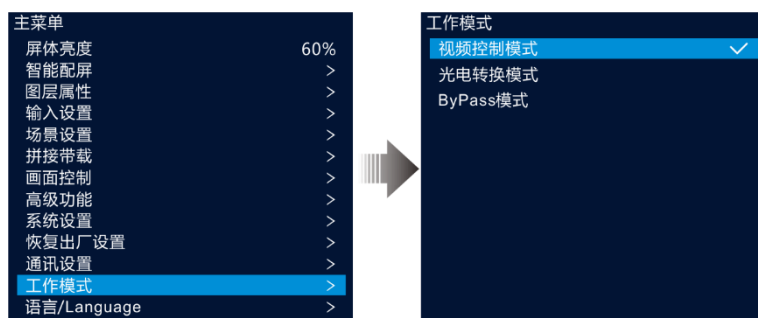 主菜单
屏体亮度 60%
智能配屏 >
图层属性 >
输入设置 >
场景设置 >
拼接带载 >
画面控制 >
高级功能 >
系统设置 >
恢复出厂设置 >
通讯设置 >
工作模式 >
语言/Language >
工作模式
视频控制模式
光电转换模式
ByPass模式